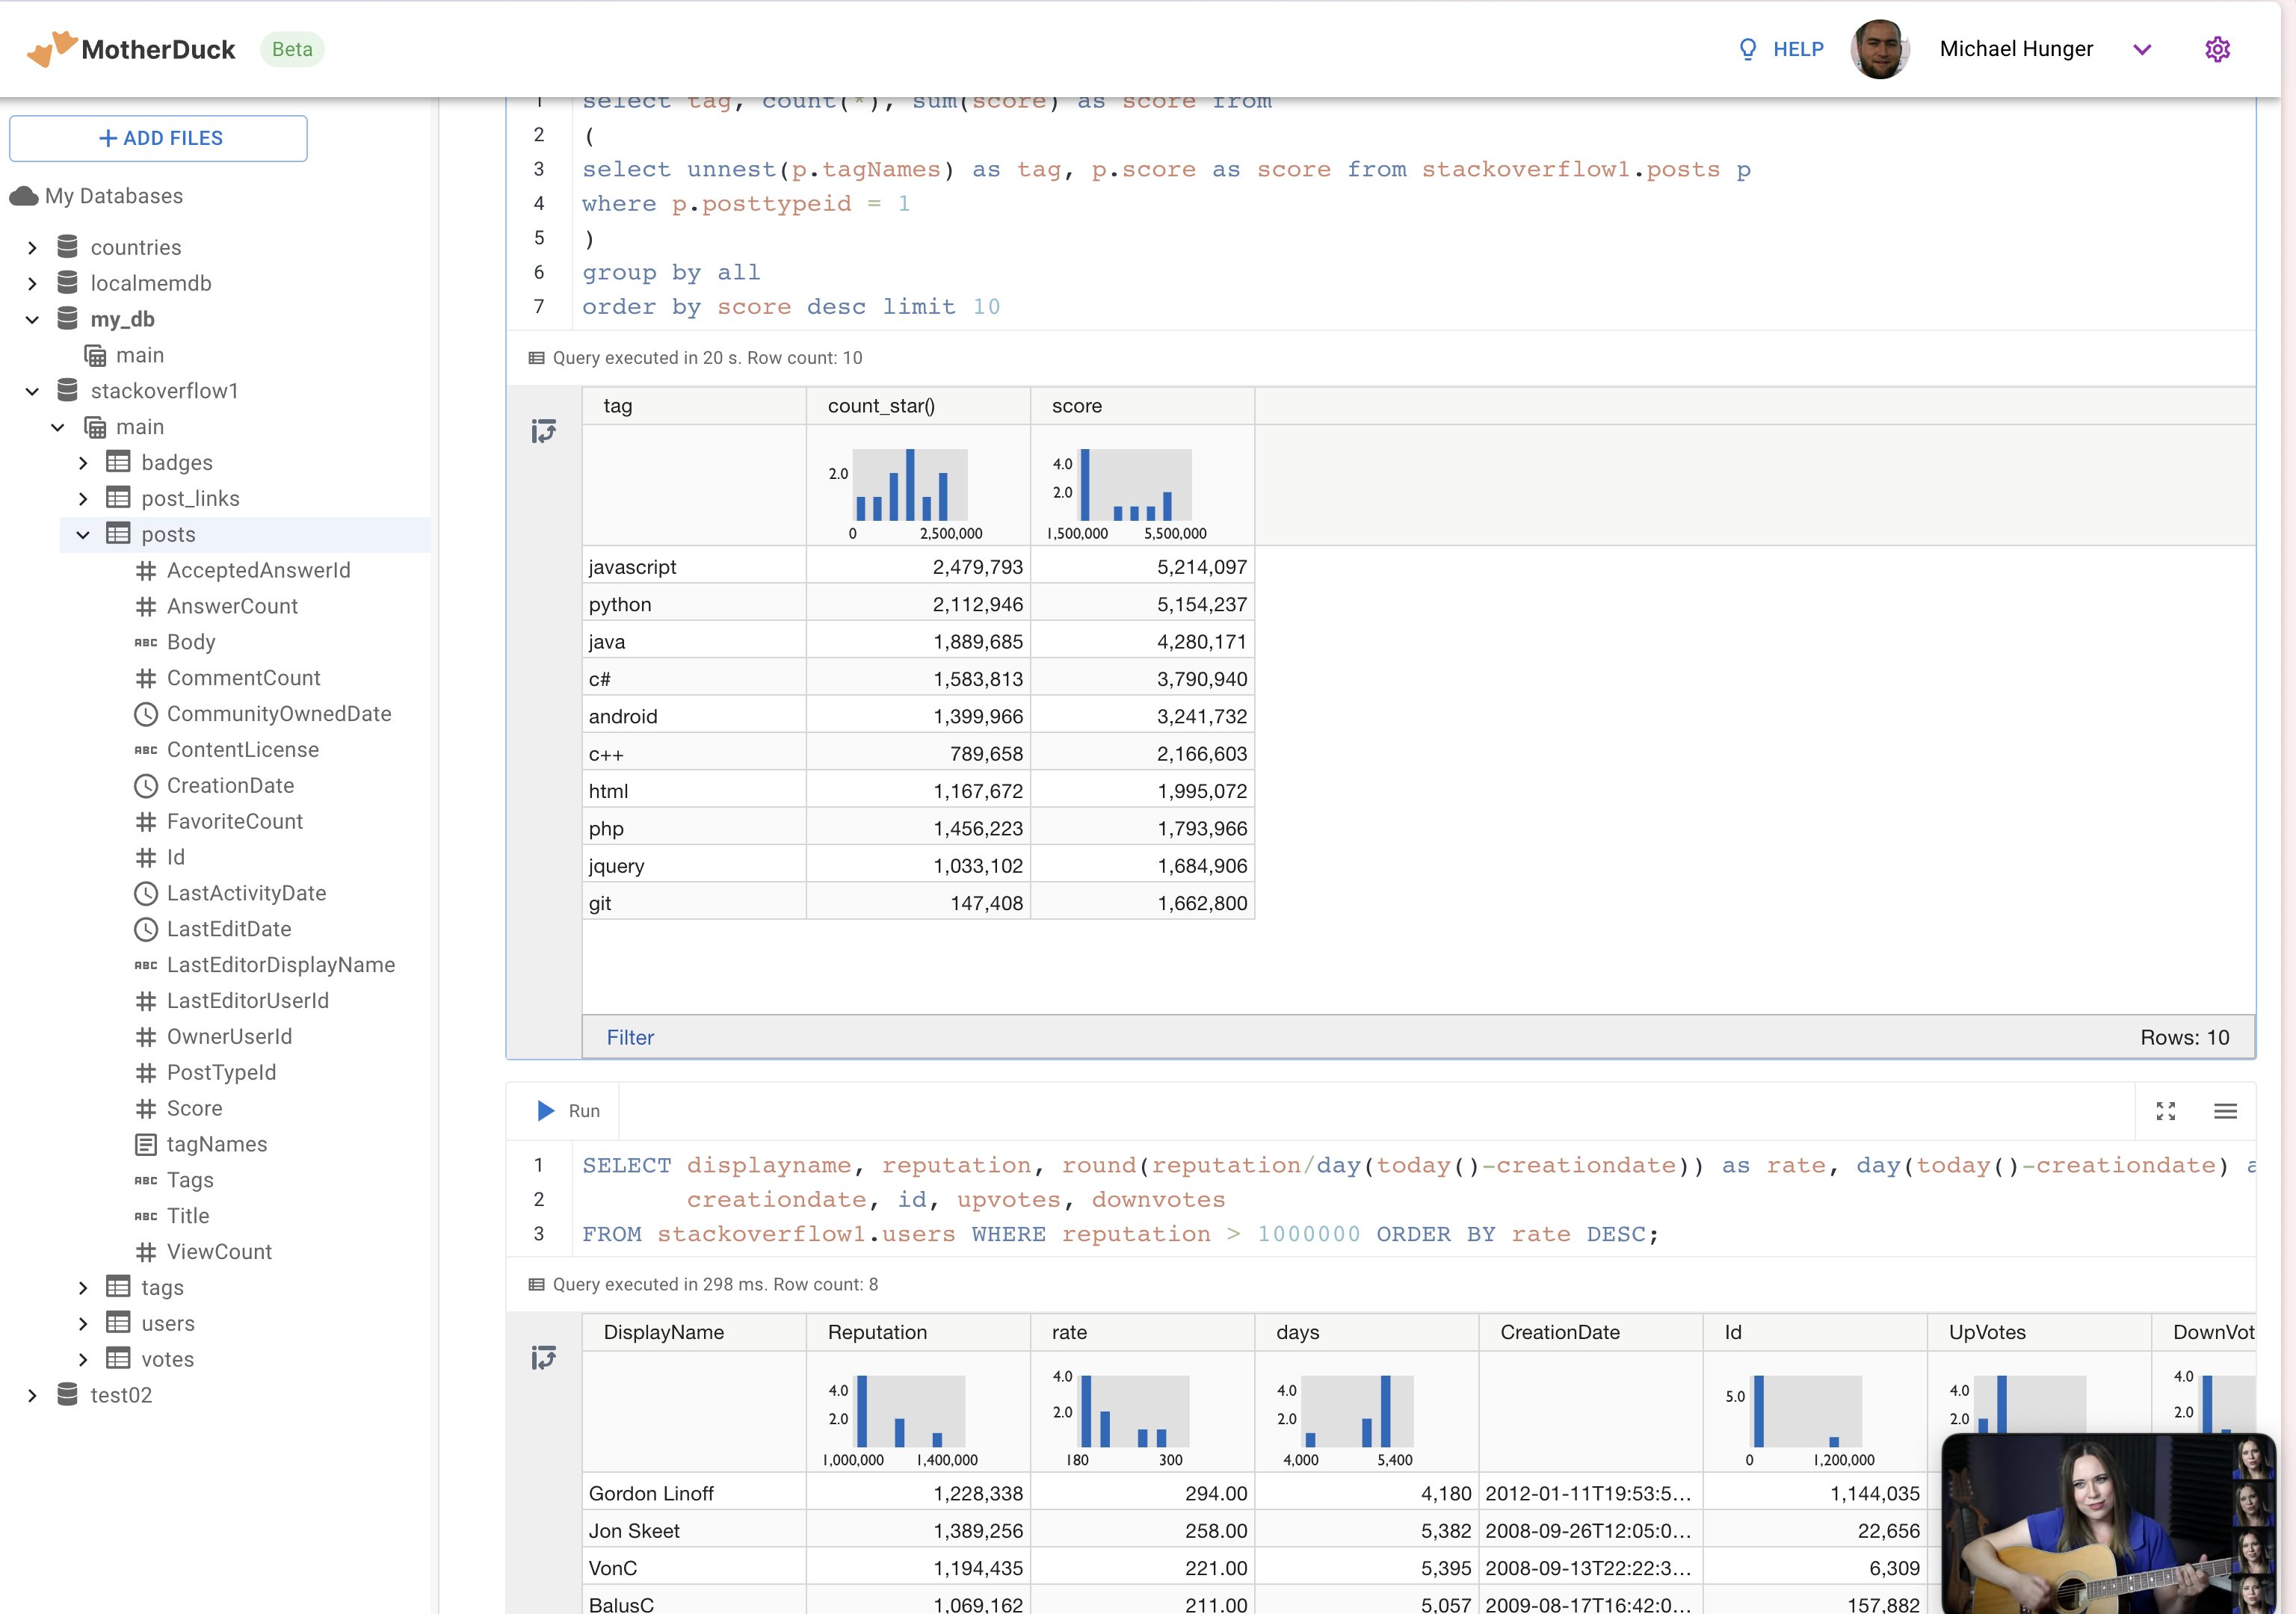 MotherDuck Beta
HELP Michael Hunger
+ ADD FILES
My Databases
countries
localmemdb
my_db
main
stackoverflow1
main
badges
post_links
posts
AcceptedAnswerId
AnswerCount
ABC Body
CommentCount
CommunityOwnedDate
ABC ContentLicense
CreationDate
FavoriteCount
Id
LastActivityDate
LastEditDate
ABC LastEditorDisplayName
LastEditorUserId
OwnerUserId
PostTypeId
Score
tagNames
ABC Tags
ABC Title
ViewCount
tags
users
votes
test02
1 select tag, count(*), sum(score) as score from
2 (
3 select unnest(p.tagNames) as tag, p.score as score from stackoverflow1.posts p
4 where p.posttypeid = 1
5 )
6 group by all
7 order by score desc limit 10
Query executed in 20 s. Row count: 10
tag count_star() score
2.0 4.0
2.0
0 2,500,000 1,500,000 5,500,000
javascript 2,479,793 5,214,097
python 2,112,946 5,154,237
java 1,889,685 4,280,171
c# 1,583,813 3,790,940
android 1,399,966 3,241,732
c++ 789,658 2,166,603
html 1,167,672 1,995,072
php 1,456,223 1,793,966
jquery 1,033,102 1,684,906
git 147,408 1,662,800
Filter Rows: 10
Run
1 SELECT displayname, reputation, round(reputation/day(today()-creationdate)) as rate, day(today()-creationdate) a
2 creationdate, id, upvotes, downvotes
3 FROM stackoverflow1.users WHERE reputation > 1000000 ORDER BY rate DESC;
Query executed in 298 ms. Row count: 8
DisplayName Reputation rate days CreationDate Id UpVotes DownVot
4.0 4.0 4.0 5.0 4.0 4.0
2.0 2.0 2.0 2.0 2.0
1,000,000 1,400,000 180 300 4,000 5,400 0 1,200,000
Gordon Linoff 1,228,338 294.00 4,180 2012-01-11T19:53:5... 1,144,035
Jon Skeet 1,389,256 258.00 5,382 2008-09-26T12:05:0... 22,656
VonC 1,194,435 221.00 5,395 2008-09-13T22:22:3... 6,309
BalusC 1,069,162 211.00 5,057 2009-08-17T16:42:0... 157,882